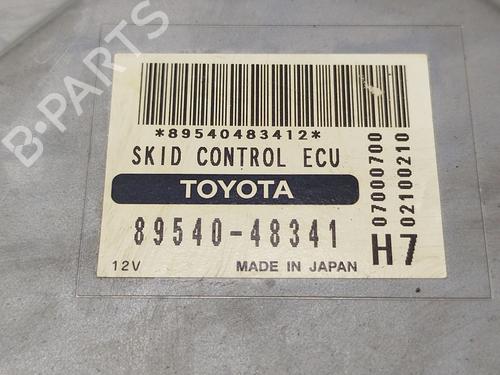 *89540483412*
SKID CONTROL ECU
TOYOTA
89540-48341
12V
MADE IN JAPAN
H7
07000700
02100210
B-PARTS